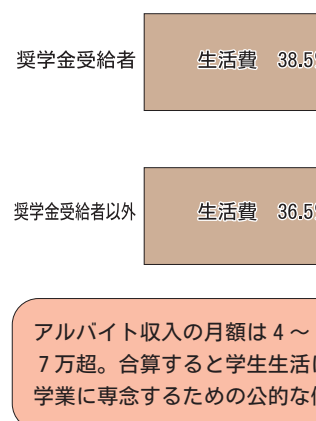 奨学金受給者 生活費 38.5
奨学金受給者以外 生活費 36.5
アルバイト収入の月額は4～
7万超。合算すると学生生活
学業に専念するための公的な